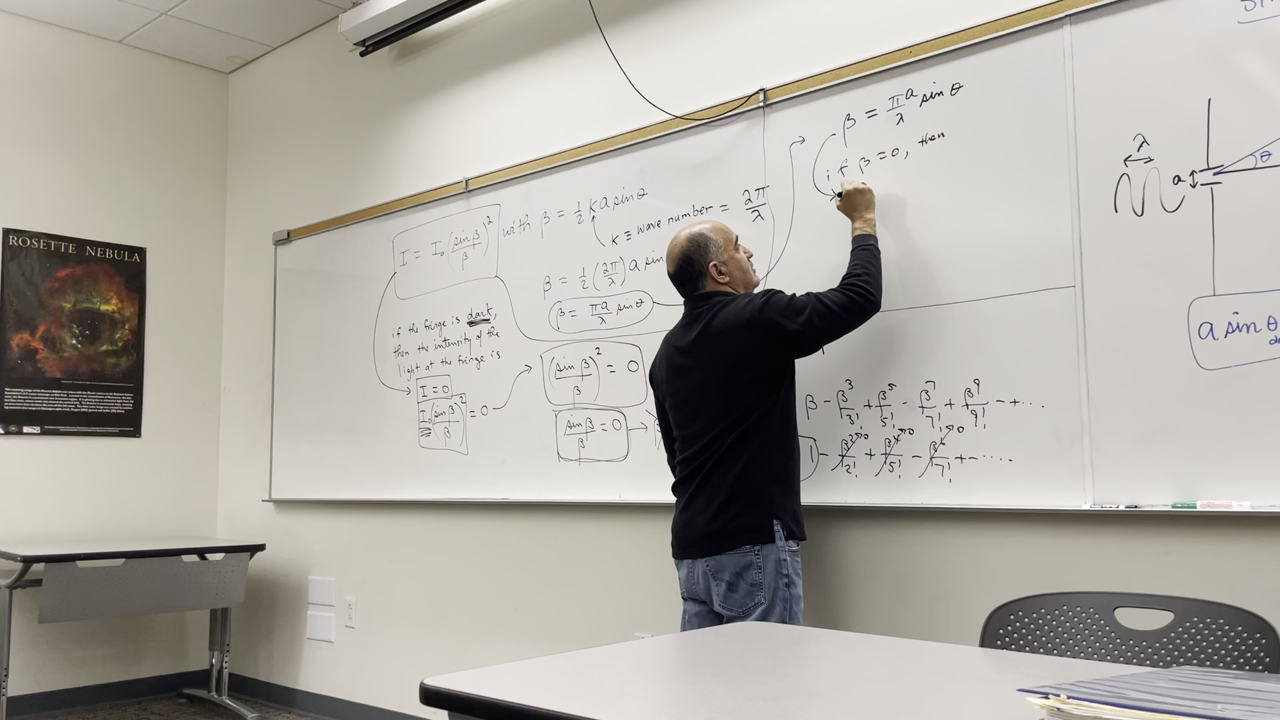 ROSETTE NEBULA
I = I₀ (sin β / β)² with β = ½ k a sin θ
k ≡ wave number = 2π/λ
β = ½ (2π/λ) a sin
β = πa/λ sin θ
if the fringe is dark,
then the intensity of the
light at the fringe is
I = 0
I₀ (sin β / β)² = 0
(sin β / β)² = 0
sin β / β = 0
β = πa/λ sin θ
if β = 0, then
β - β³/3! + β⁵/5! - β⁷/7! + β⁹/9! - + ...
1 - β²/2! + β⁴/5! - β⁶/7! + - ....
λ
a
θ
a sin θ